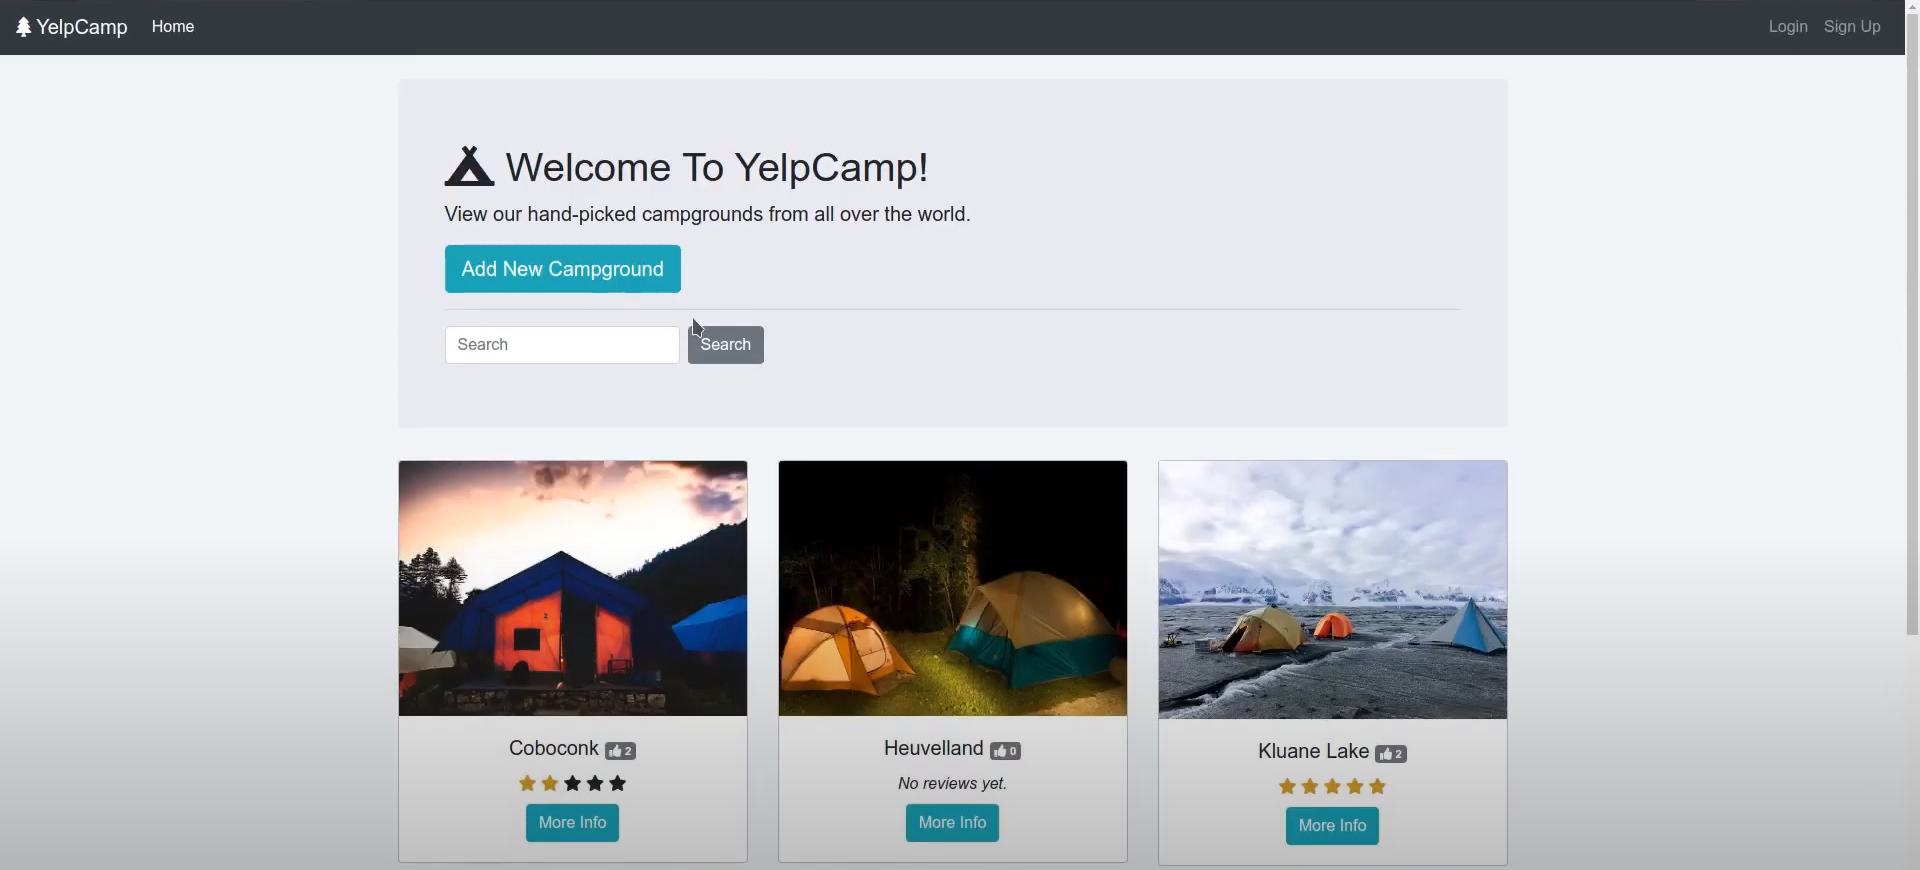 YelpCamp Home Login Sign Up
Welcome To YelpCamp!
View our hand-picked campgrounds from all over the world.
Add New Campground
Search Search
Coboconk 2
Heuvelland 0
Kluane Lake 2
No reviews yet.
More Info
More Info
More Info